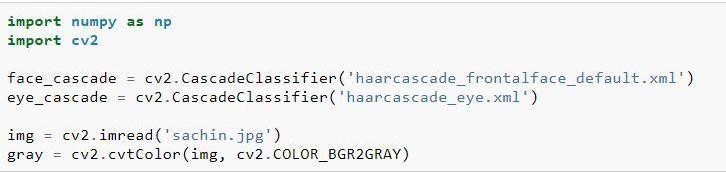 import numpy as np
import cv2
face_cascade = cv2.CascadeClassifier('haarcascade_frontalface_default.xml')
eye_cascade = cv2.CascadeClassifier('haarcascade_eye.xml')
img = cv2.imread('sachin.jpg')
gray = cv2.cvtColor(img, cv2.COLOR_BGR2GRAY)